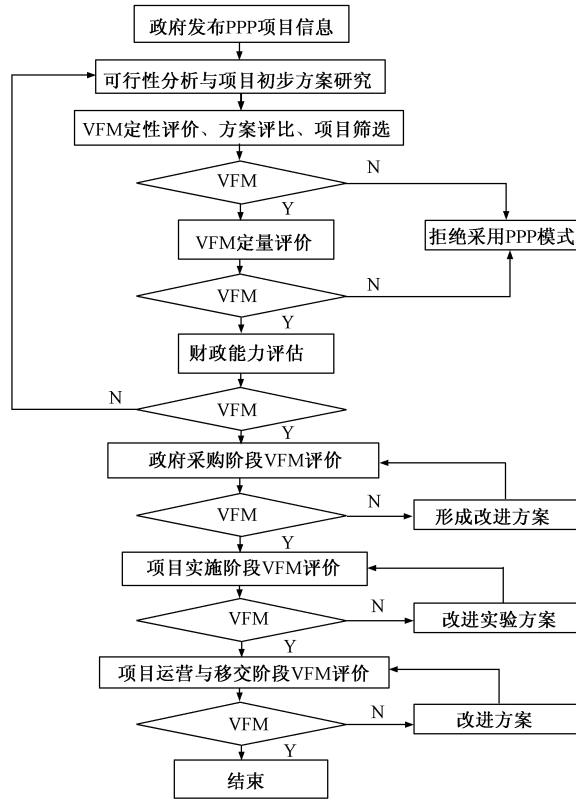 政府发布PPP项目信息
可行性分析与项目初步方案研究
VFM定性评价、方案评比、项目筛选
VFM
N
Y
拒绝采用PPP模式
VFM定量评价
VFM
N
Y
财政能力评估
N
VFM
Y
政府采购阶段VFM评价
VFM
N
形成改进方案
Y
项目实施阶段VFM评价
VFM
N
改进实验方案
Y
项目运营与移交阶段VFM评价
VFM
N
改进方案
Y
结束